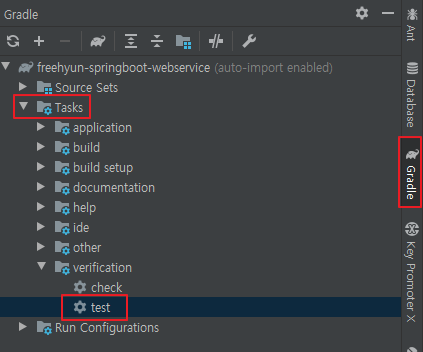 Gradle
freehyun-springboot-webservice (auto-import enabled)
Source Sets
Tasks
application
build
build setup
documentation
help
ide
other
verification
check
test
Run Configurations
Ant
Database
Gradle
Key Promoter X